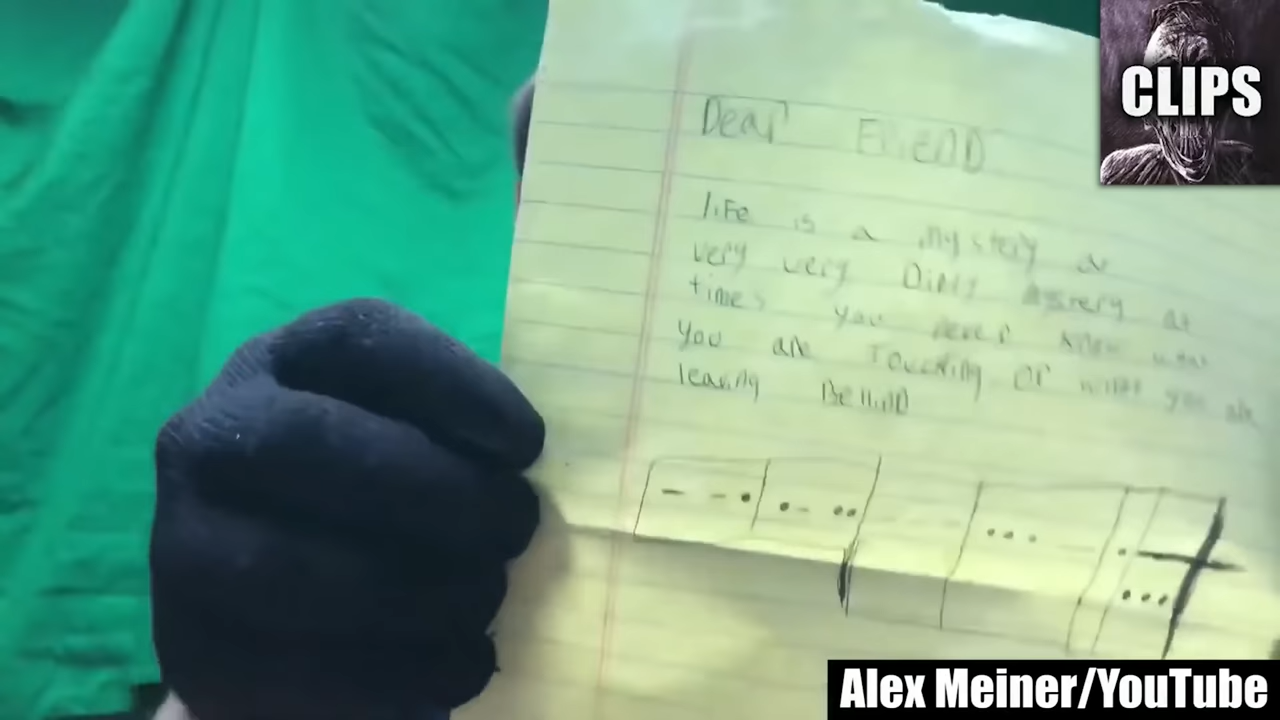 CLIPS
Dear FRieND
life is a mystery a
very very Dirty mystery at
times you never know what
you are Touching or what you are
leaving BeHinD
— - - • • - • • • • • — •
• • •
Alex Meiner/YouTube